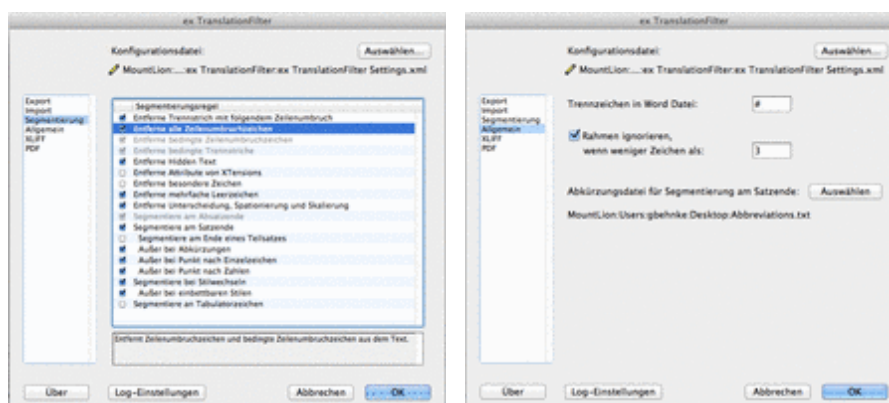 ex TranslationFilter
Konfigurationsdatei:
Auswählen...
MountLion:....:ex TranslationFilter:ex TranslationFilter Settings.xml
Export
Import
Segmentierung
Allgemein
XLIFF
PDF
Segmentierungsregel
Entferne Trennstrich mit folgendem Zeilenumbruch
Entferne alle Zeilenumbruchzeichen
Entferne bedingte Zeilenumbruchzeichen
Entferne bedingte Trennstriche
Entferne Hidden Text
Entferne Attribute von XTensions
Entferne besondere Zeichen
Entferne mehrfache Leerzeichen
Entferne Unterscheidung, Spationierung und Skalierung
Segmentiere am Absatzende
Segmentiere am Satzende
Segmentiere am Ende eines Teilsatzes
Außer bei Abkürzungen
Außer bei Punkt nach Einzelzeichen
Außer bei Punkt nach Zahlen
Segmentiere bei Stilwechseln
Außer bei einbettbaren Stilen
Segmentiere an Tabulatorzeichen
Entfernt Zeilenumbruchzeichen und bedingte Zeilenumbruchzeichen aus dem Text.
Über
Log-Einstellungen
Abbrechen
OK
ex TranslationFilter
Konfigurationsdatei:
Auswählen...
MountLion:....:ex TranslationFilter:ex TranslationFilter Settings.xml
Export
Import
Segmentierung
Allgemein
XLIFF
PDF
Trennzeichen in Word Datei:
#
Rahmen ignorieren,
wenn weniger Zeichen als:
3
Abkürzungsdatei für Segmentierung am Satzende:
Auswählen
MountLion:Users:gbehnke:Desktop:Abbreviations.txt
Über
Log-Einstellungen
Abbrechen
OK